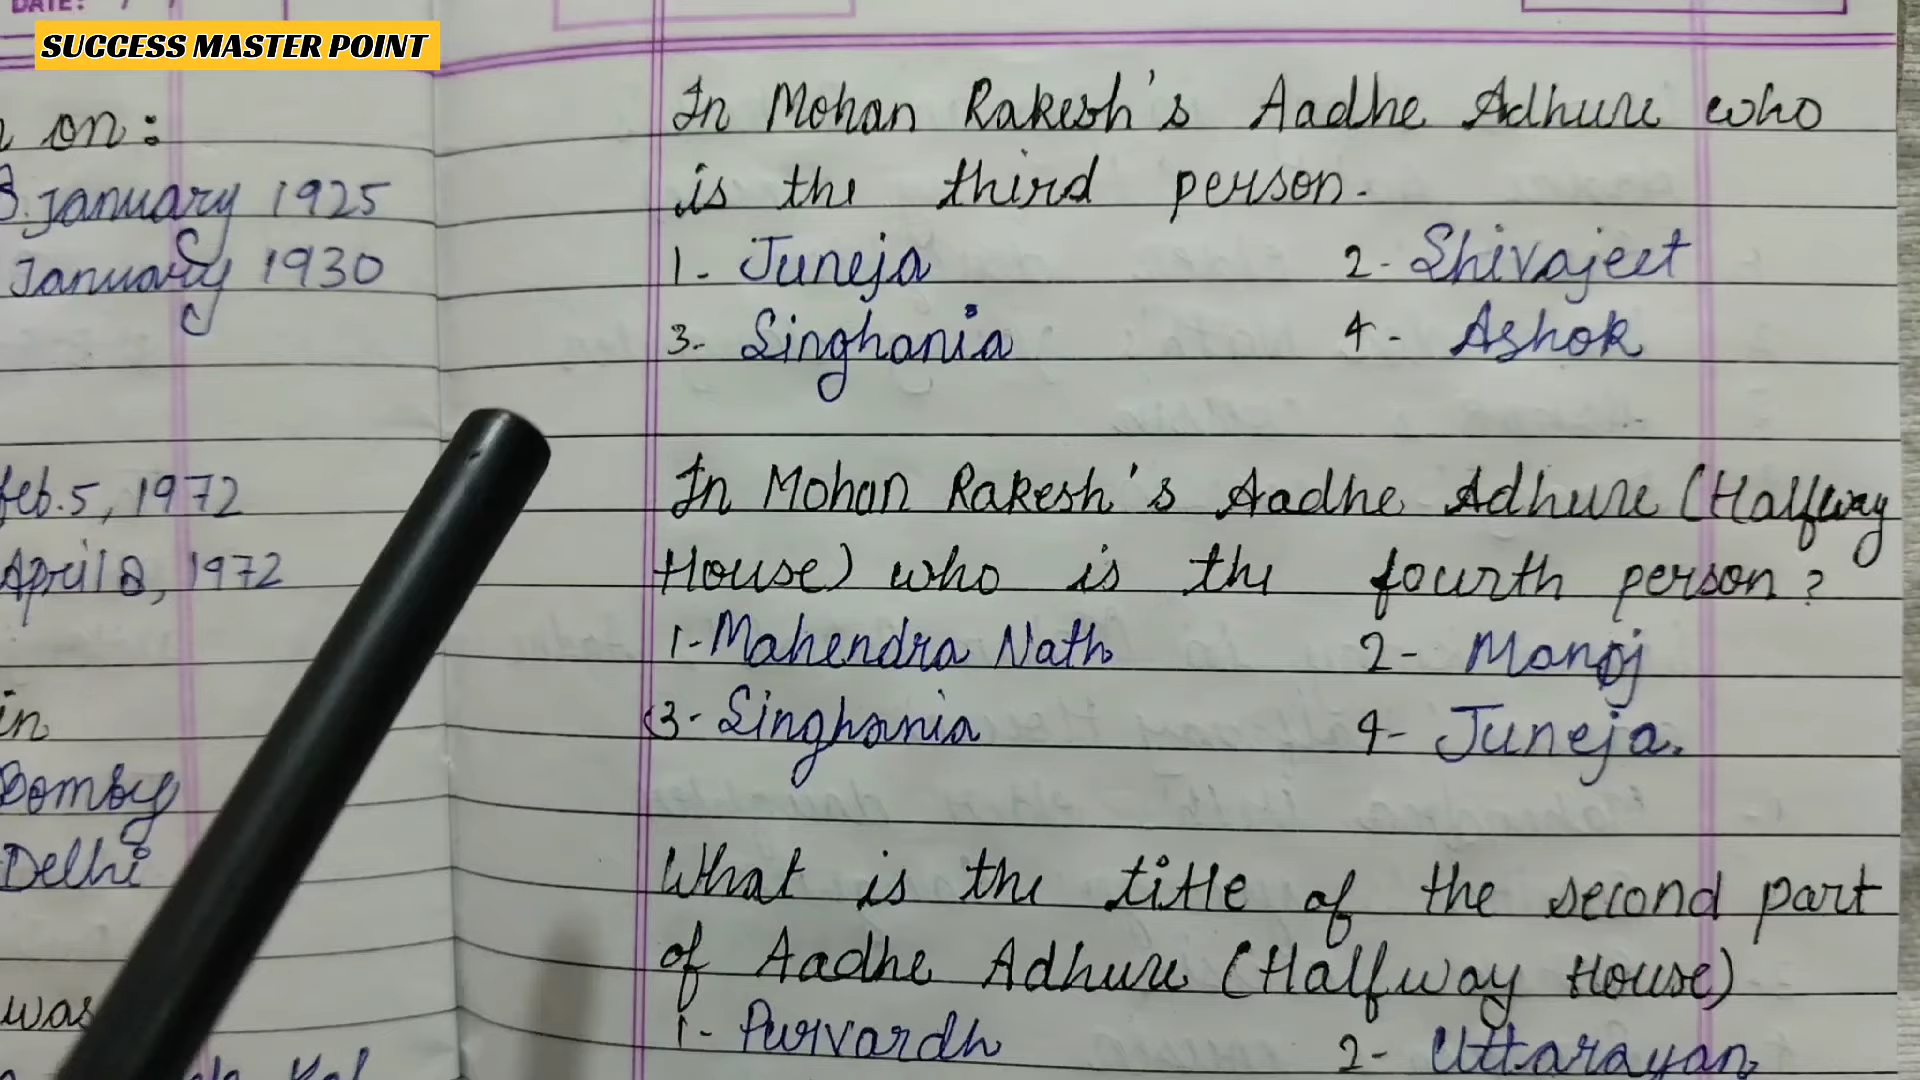 DATE:
SUCCESS MASTER POINT
on:
January 1925
January 1930
feb.5, 1972
April 8, 1972
in
Bomby
Delhi
was
In Mohan Rakesh's Aadhe Adhure who
is the third person.
1- Juneja 2- Shivajeet
3- Singhania 4- Ashok
In Mohan Rakesh's Aadhe Adhure (Halfway
House) who is the fourth person?
1- Mahendra Nath 2- Manoj
3- Singhania 4- Juneja.
What is the title of the second part
of Aadhe Adhure (Halfway House)
1- Purvardh 2- Uttarayan